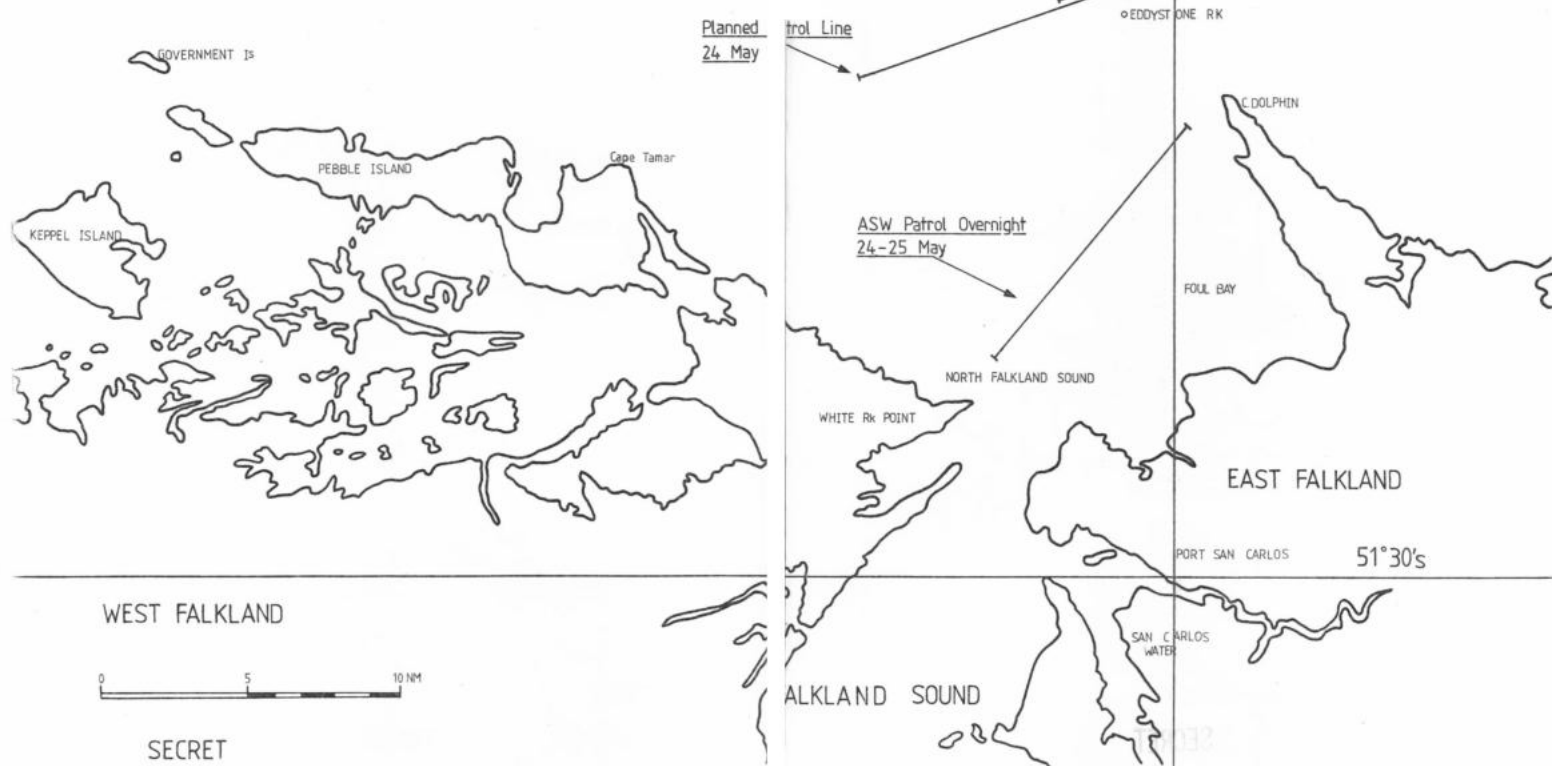 EDDYSTONE RK
Planned trol Line
24 May
GOVERNMENT Is
C.DOLPHIN
Cape Tamar
PEBBLE ISLAND
ASW Patrol Overnight
24-25 May
KEPPEL ISLAND
FOUL BAY
NORTH FALKLAND SOUND
WHITE Rk POINT
EAST FALKLAND
PORT SAN CARLOS
51°30's
WEST FALKLAND
SAN CARLOS
WATER
0 5 10 NM
ALKLAND SOUND
SECRET
SECRET